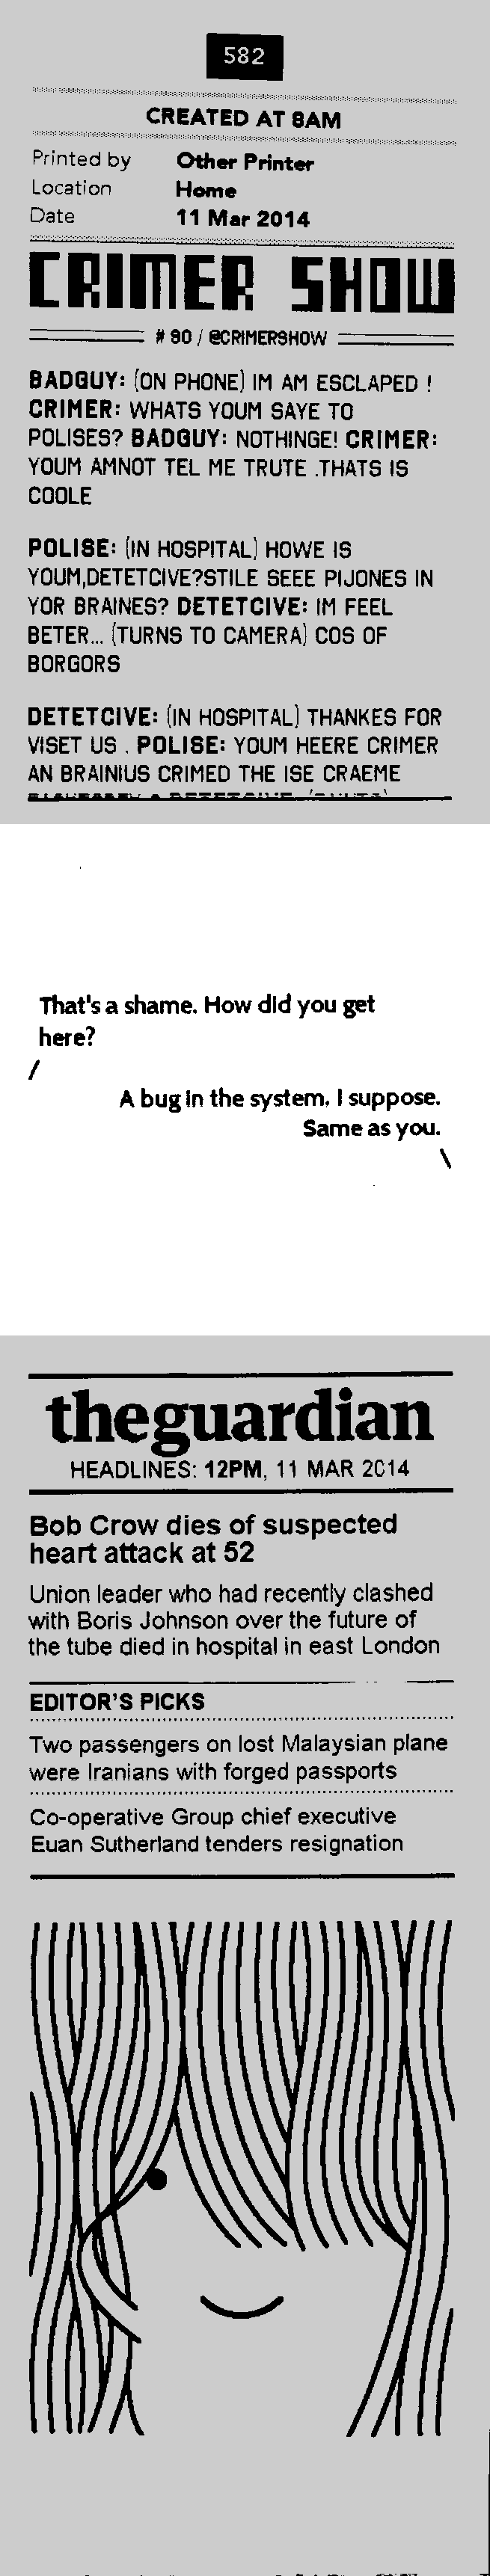 582
CREATED AT 8AM
Printed by Other Printer
Location Home
Date 11 Mar 2014
CRIMER SHOW
# 90 / @CRIMERSHOW
BADGUY: (ON PHONE) IM AM ESCLAPED !
CRIMER: WHATS YOUM SAYE TO
POLISES? BADGUY: NOTHINGE! CRIMER:
YOUM AMNOT TEL ME TRUTE .THATS IS
COOLE
POLISE: (IN HOSPITAL) HOWE IS
YOUM,DETETCIVE?STILE SEEE PIJONES IN
YOR BRAINES? DETETCIVE: IM FEEL
BETER... (TURNS TO CAMERA) COS OF
BORGORS
DETETCIVE: (IN HOSPITAL) THANKES FOR
VISET US . POLISE: YOUM HEERE CRIMER
AN BRAINIUS CRIMED THE ISE CRAEME
That's a shame. How did you get
here?
A bug in the system, I suppose.
Same as you.
theguardian
HEADLINES: 12PM, 11 MAR 2014
Bob Crow dies of suspected
heart attack at 52
Union leader who had recently clashed
with Boris Johnson over the future of
the tube died in hospital in east London
EDITOR'S PICKS
Two passengers on lost Malaysian plane
were Iranians with forged passports
Co-operative Group chief executive
Euan Sutherland tenders resignation